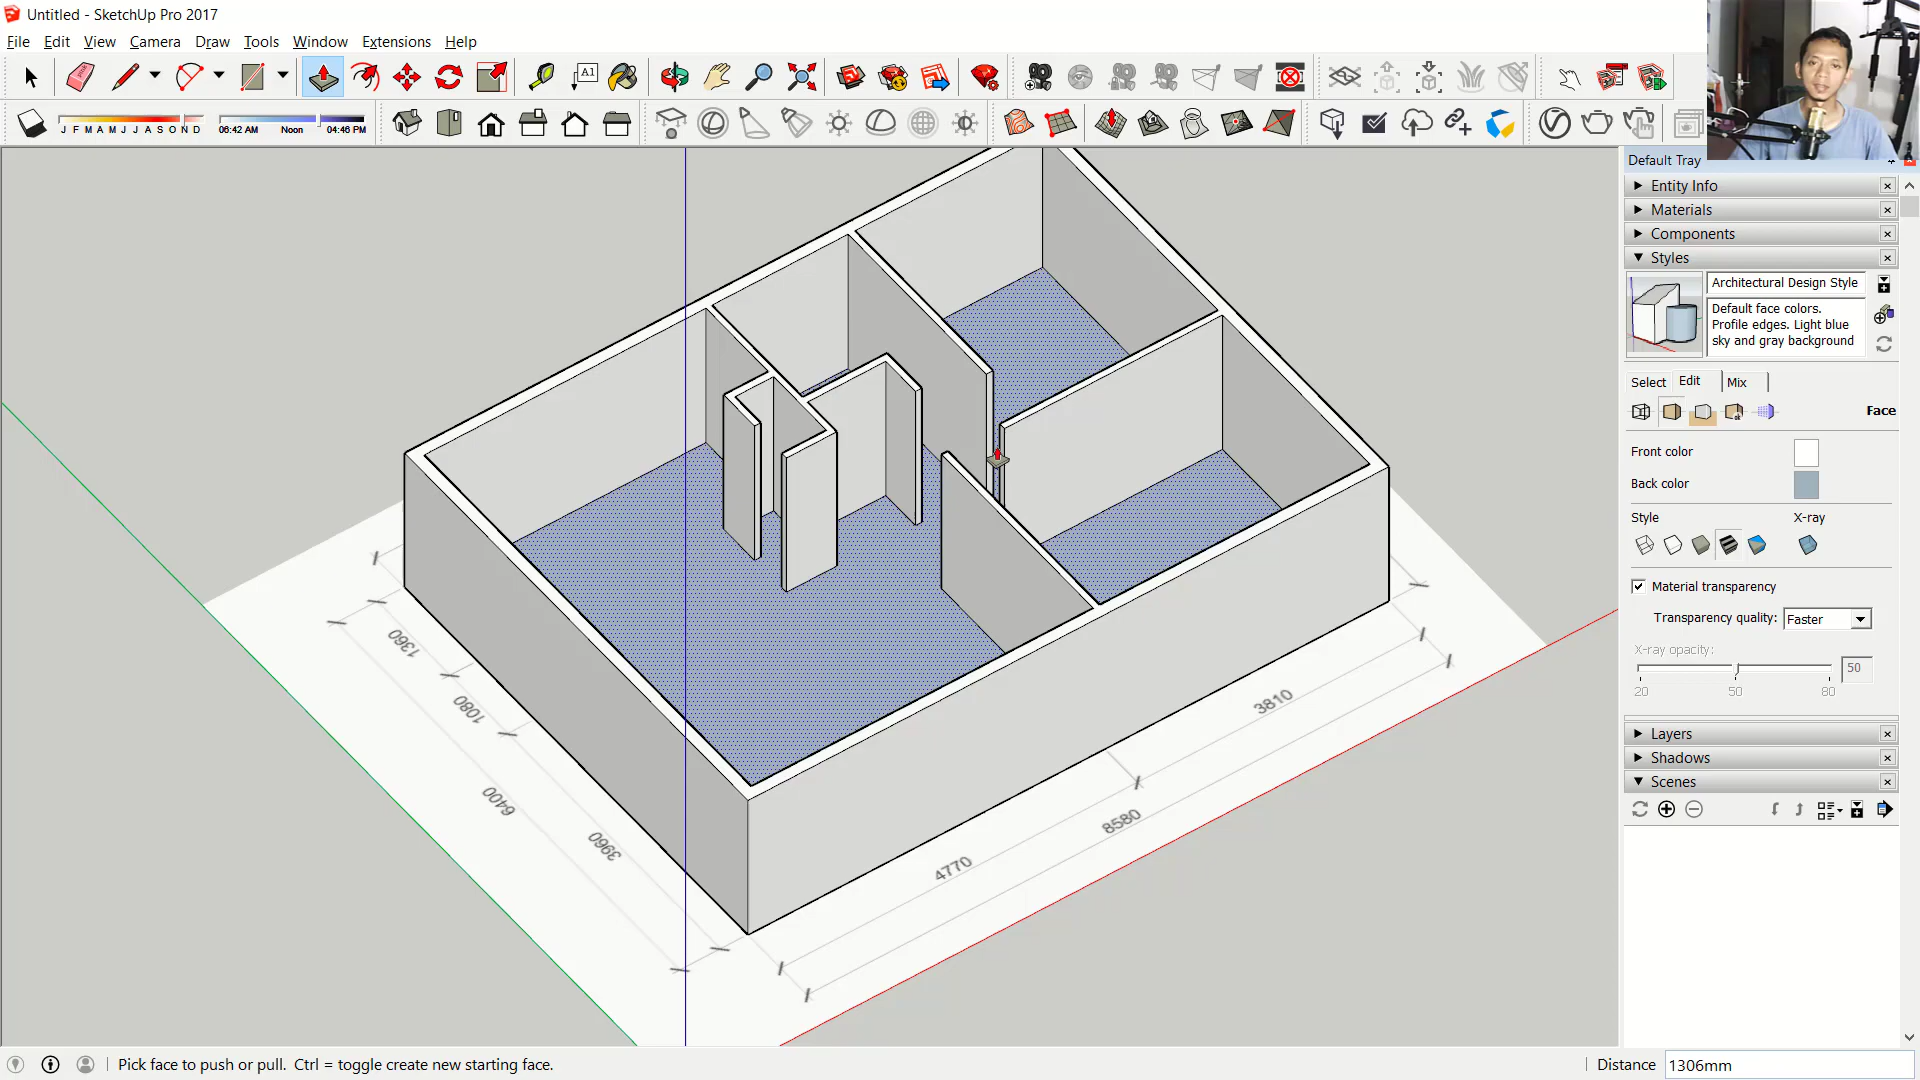 Untitled - SketchUp Pro 2017
File Edit View Camera Draw Tools Window Extensions Help
A1
J F M A M J J A S O N D 06:42 AM Noon 04:46 PM
Default Tray
Entity Info
Materials
Components
Styles
Architectural Design Style
Default face colors.
Profile edges. Light blue
sky and gray background
Select Edit Mix
Face
Front color
Back color
Style X-ray
Material transparency
Transparency quality: Faster
X-ray opacity:
50
20 50 80
Layers
Shadows
Scenes
1360
1080
6400
3960
4770
8580
3810
Pick face to push or pull. Ctrl = toggle create new starting face.
Distance 1306mm